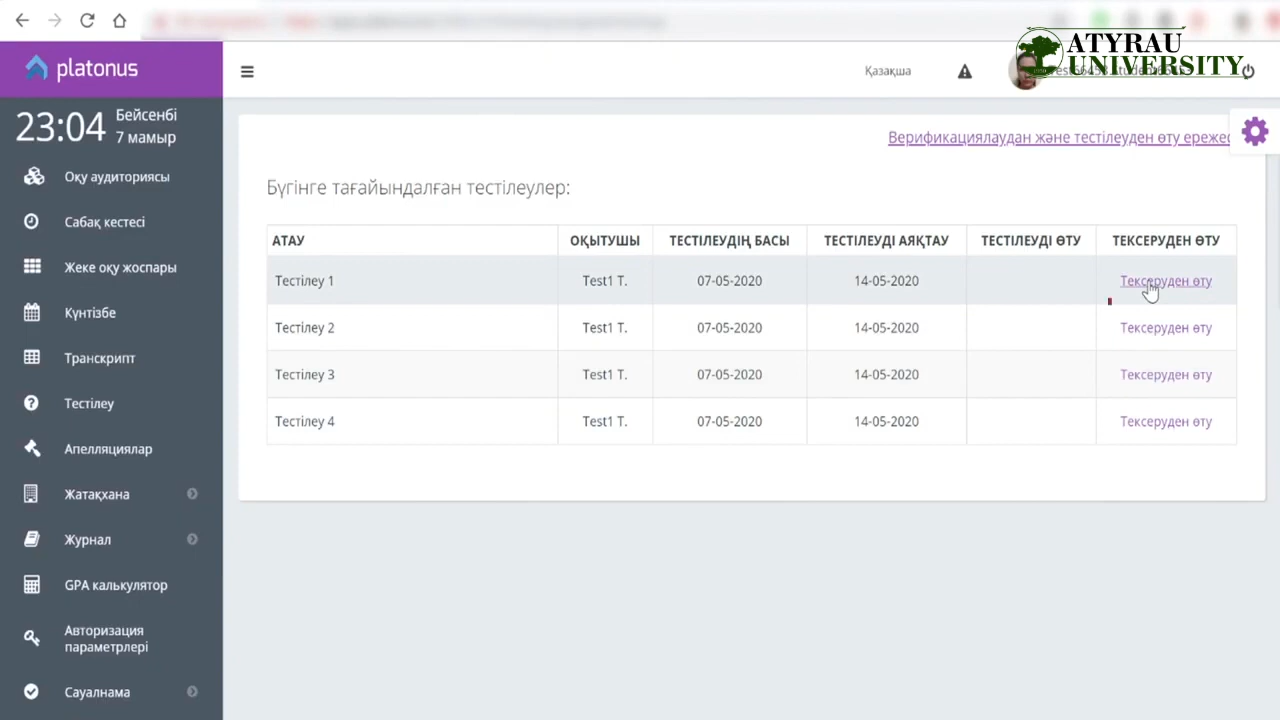 ATYRAU
UNIVERSITY
platonus
Қазақша
23:04 Бейсенбі
7 мамыр
Верификациялаудан және тестілеуден өту ережес
Оқу аудиториясы
Сабақ кестесі
Жеке оқу жоспары
Күнтізбе
Транскрипт
Тестілеу
Апелляциялар
Жатақхана
Журнал
GPA калькулятор
Авторизация
параметрлері
Сауалнама
Бүгінге тағайындалған тестілеулер:
АТАУ ОҚЫТУШЫ ТЕСТІЛЕУДІҢ БАСЫ ТЕСТІЛЕУДІ АЯҚТАУ ТЕСТІЛЕУДІ ӨТУ ТЕКСЕРУДЕН ӨТУ
Тестілеу 1 Test1 T. 07-05-2020 14-05-2020 Тексеруден өту
Тестілеу 2 Test1 T. 07-05-2020 14-05-2020 Тексеруден өту
Тестілеу 3 Test1 T. 07-05-2020 14-05-2020 Тексеруден өту
Тестілеу 4 Test1 T. 07-05-2020 14-05-2020 Тексеруден өту